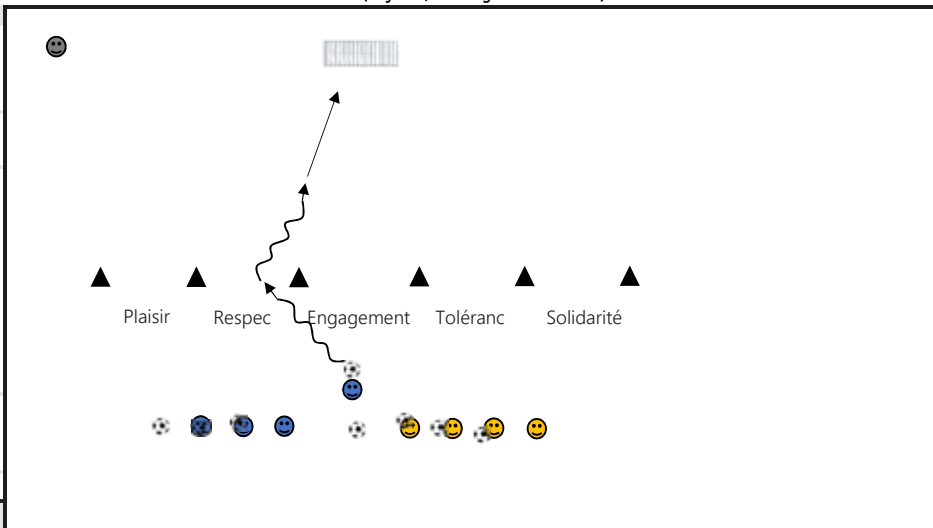 Plaisir
Respec
Engagement
Toléranc
Solidarité